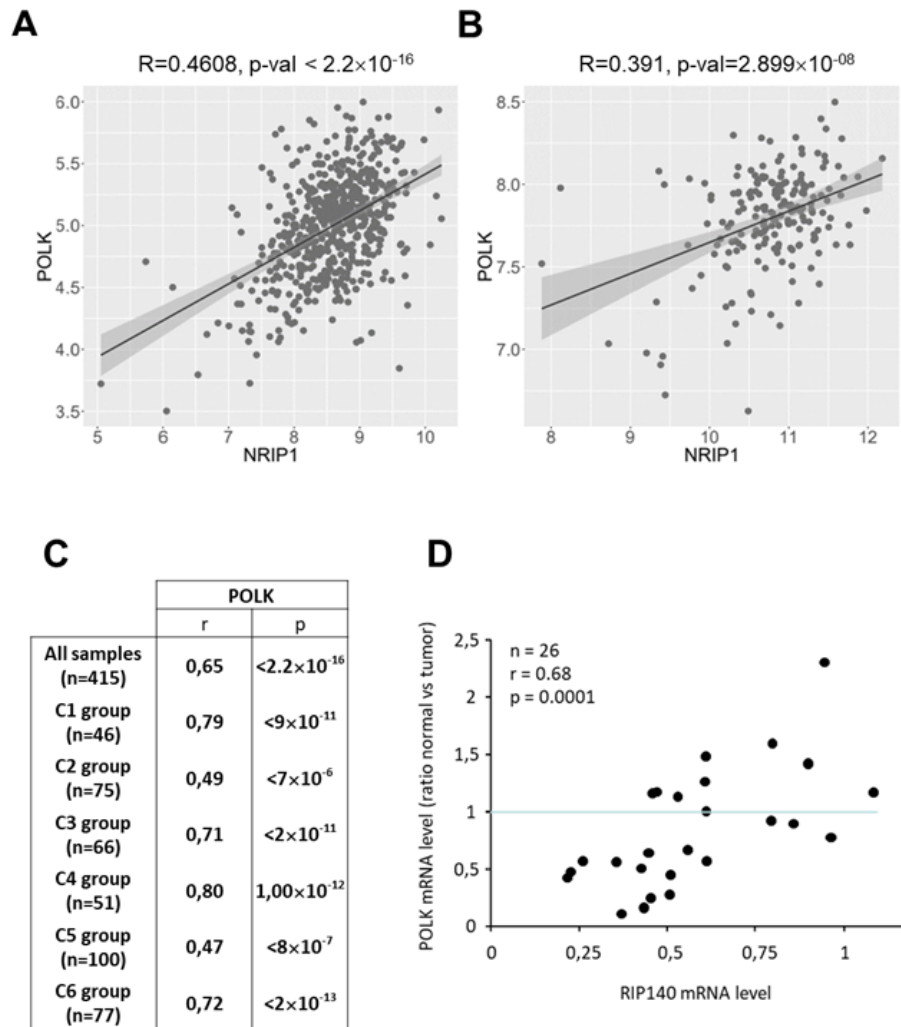 A
R=0.4608, p-val < 2.2×10⁻¹⁶
POLK
6.0
5.5
5.0
4.5
4.0
3.5
5 6 7 8 9 10
NRIP1
B
R=0.391, p-val=2.899×10⁻⁰⁸
POLK
8.5
8.0
7.5
7.0
8 9 10 11 12
NRIP1
C
POLK
r p
All samples
(n=415)
0,65 <2.2×10⁻¹⁶
C1 group
(n=46)
0,79 <9×10⁻¹¹
C2 group
(n=75)
0,49 <7×10⁻⁶
C3 group
(n=66)
0,71 <2×10⁻¹¹
C4 group
(n=51)
0,80 1,00×10⁻¹²
C5 group
(n=100)
0,47 <8×10⁻⁷
C6 group
(n=77)
0,72 <2×10⁻¹³
D
POLK mRNA level (ratio normal vs tumor)
2,5
2
1,5
1
0,5
0
n = 26
r = 0.68
p = 0.0001
0 0,25 0,5 0,75 1
RIP140 mRNA level